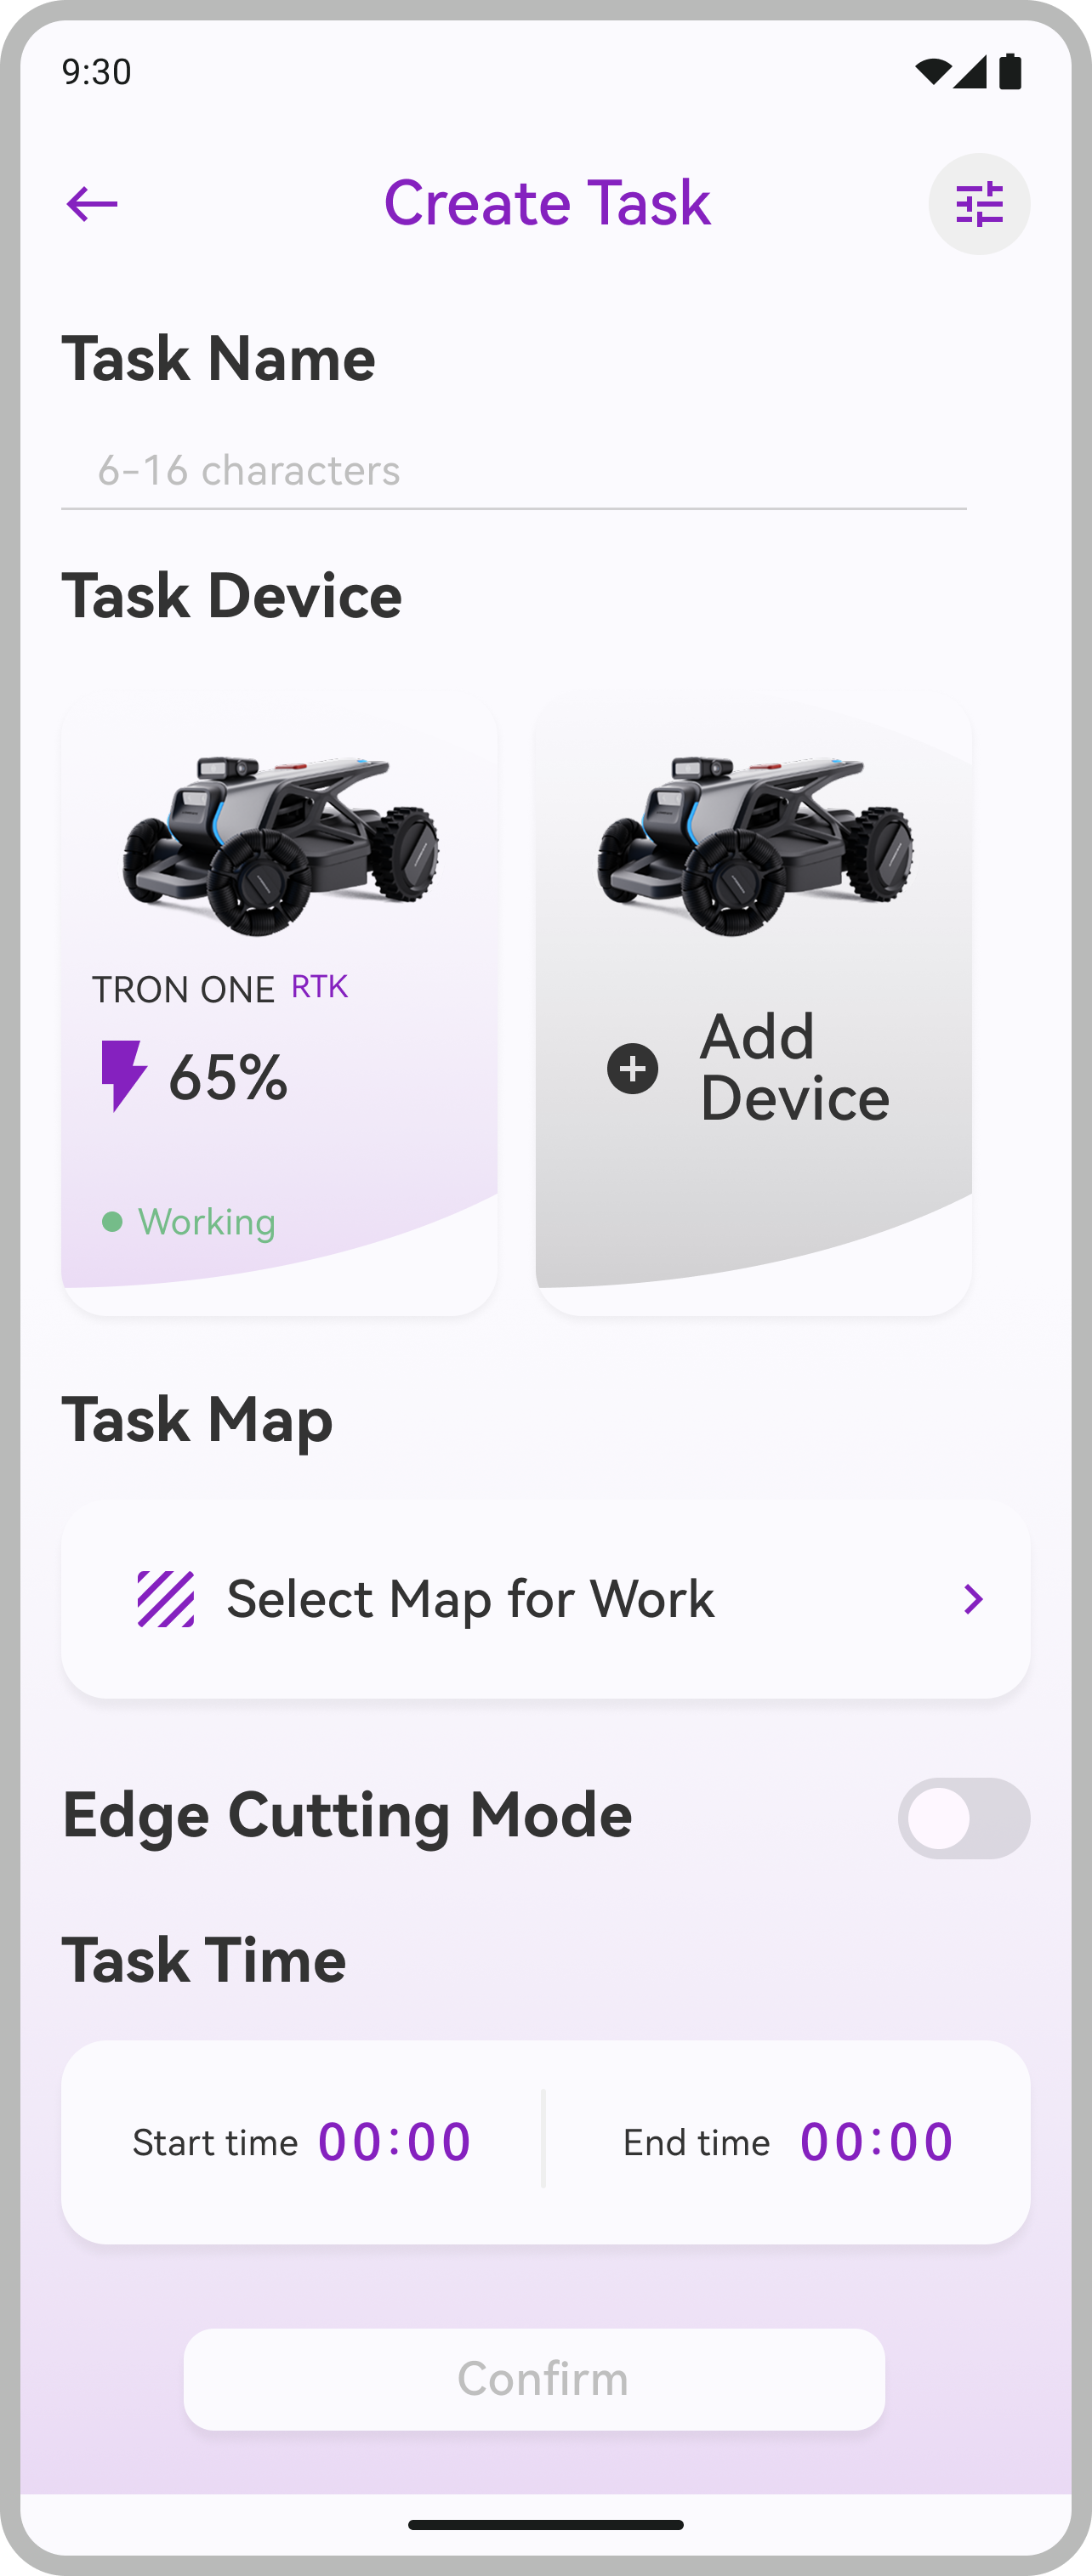 9:30
Create Task
Task Name
6-16 characters
Task Device
TRON ONE RTK
65%
Working
Add
Device
Task Map
Select Map for Work
Edge Cutting Mode
Task Time
Start time 00:00
End time 00:00
Confirm